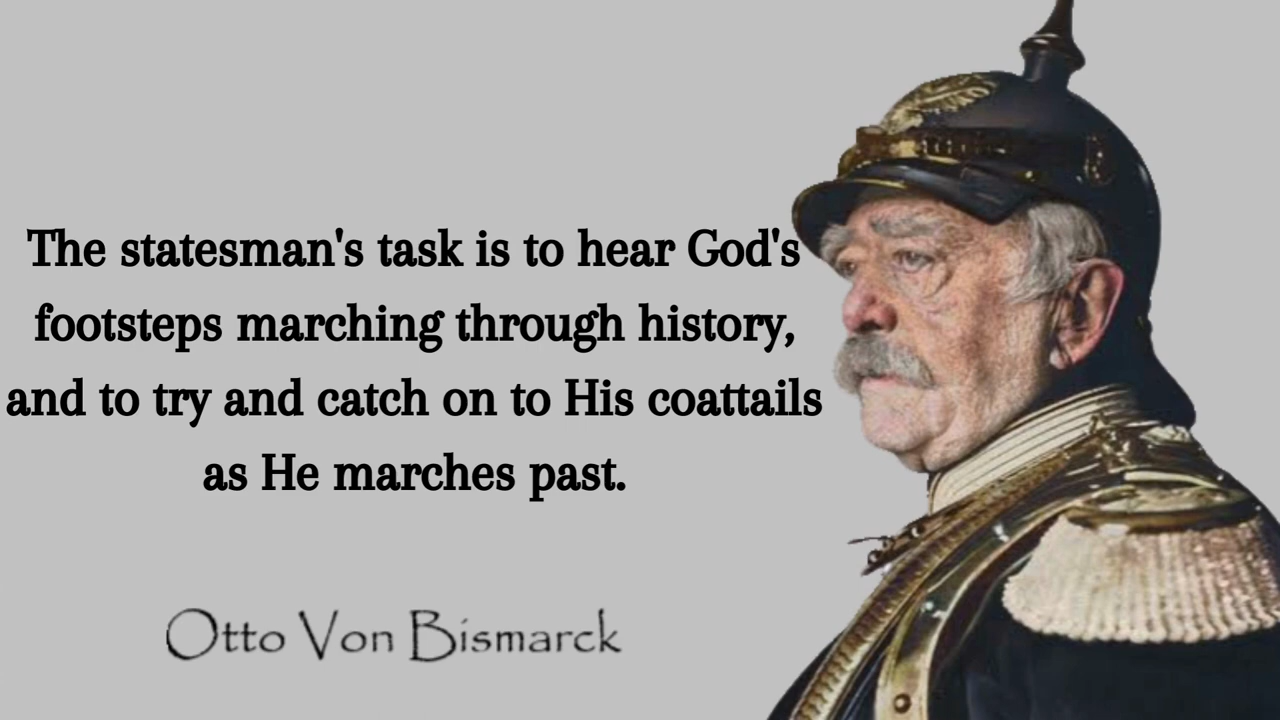 The statesman's task is to hear God's
footsteps marching through history,
and to try and catch on to His coattails
as He marches past.
Otto Von Bismarck